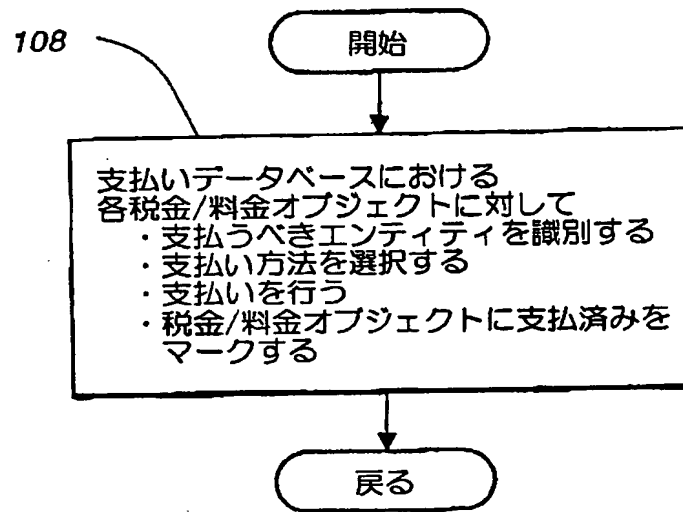 108
開始
支払いデータベースにおける
各税金/料金オブジェクトに対して
・支払うべきエンティティを識別する
・支払い方法を選択する
・支払いを行う
・税金/料金オブジェクトに支払済みを
マークする
戻る